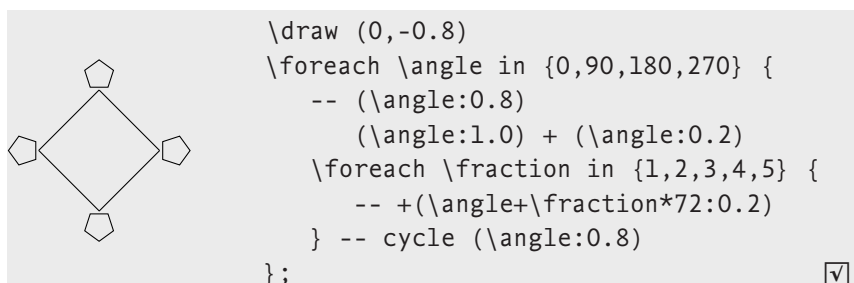 \draw (0,-0.8)
\foreach \angle in {0,90,180,270} {
-- (\angle:0.8)
(\angle:1.0) + (\angle:0.2)
\foreach \fraction in {1,2,3,4,5} {
-- +(\angle+\fraction*72:0.2)
} -- cycle (\angle:0.8)
}; √